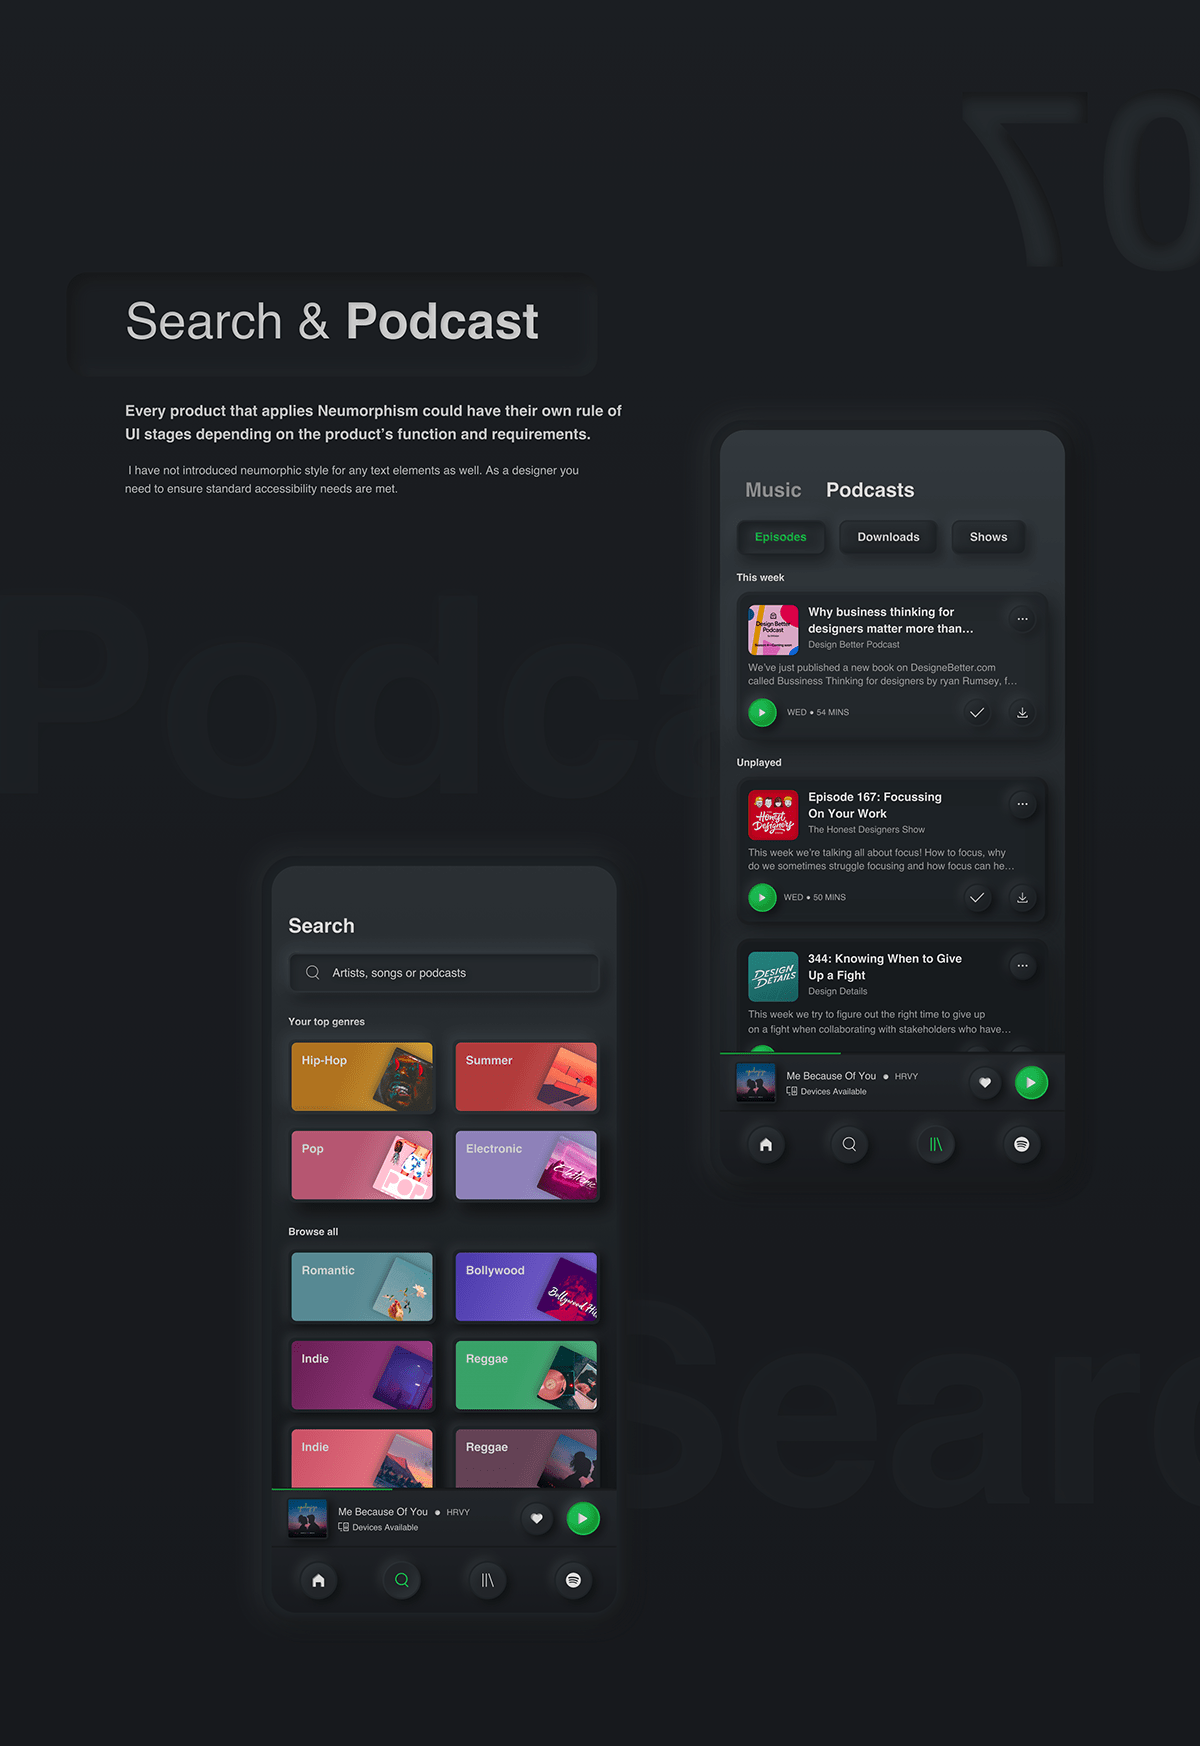 07
Search & Podcast
Every product that applies Neumorphism could have their own rule of
UI stages depending on the product's function and requirements.
I have not introduced neumorphic style for any text elements as well. As a designer you
need to ensure standard accessibility needs are met.
Podca
Music Podcasts
Episodes Downloads Shows
This week
Design Better
Podcast
Why business thinking for
designers matter more than...
Design Better Podcast
We've just published a new book on DesigneBetter.com
called Bussiness Thinking for designers by ryan Rumsey, f...
WED • 54 MINS
Unplayed
Honest
Designers
Episode 167: Focussing
On Your Work
The Honest Designers Show
This week we're talking all about focus! How to focus, why
do we sometimes struggle focusing and how focus can he...
WED • 50 MINS
DESIGN
DETAILS
344: Knowing When to Give
Up a Fight
Design Details
This week we try to figure out the right time to give up
on a fight when collaborating with stakeholders who have...
Me Because Of You • HRVY
Devices Available
Search
Artists, songs or podcasts
Your top genres
Hip-Hop Summer
Pop POP Electronic Electronic
Browse all
Romantic Bollywood Bollywood Hi
Indie Reggae
Indie Reggae
Me Because Of You • HRVY
Devices Available
Searc